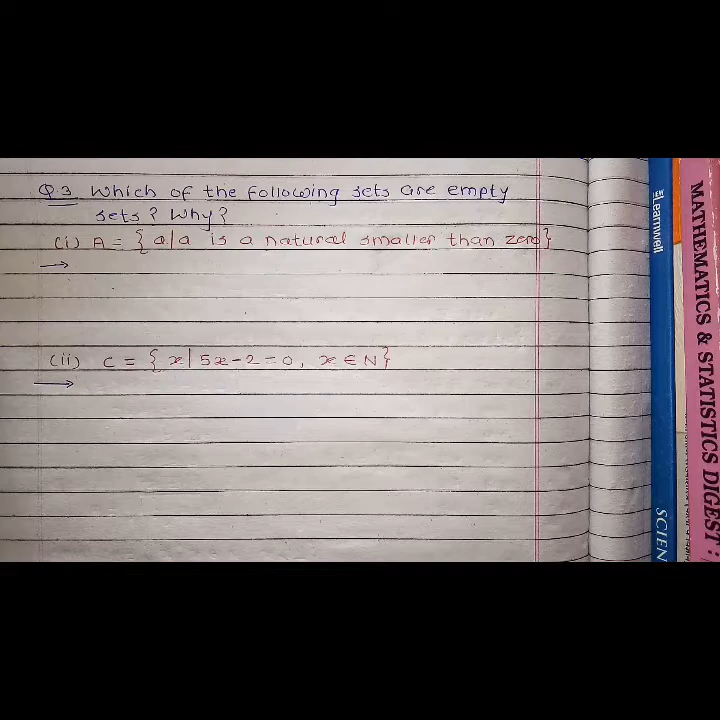 Q.3 Which of the following sets are empty
sets? Why?
(i) A = { a/a is a natural smaller than zero}
→
(ii) C = { x| 5x-2=0, x ∈ N}
→
Learnwell
SCIEN
MATHEMATICS & STATISTICS DIGEST :